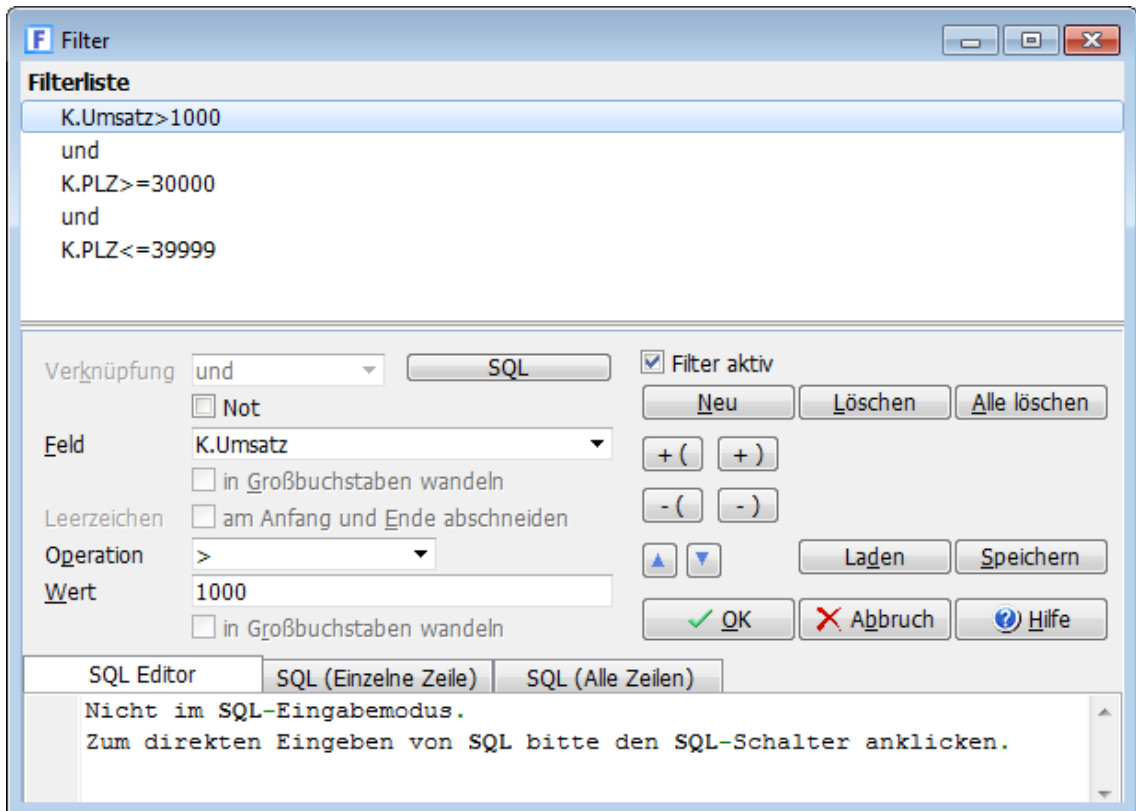 F Filter
Filterliste
K.Umsatz>1000
und
K.PLZ>=30000
und
K.PLZ<=39999
Verknüpfung und SQL Filter aktiv
Not Neu Löschen Alle löschen
Feld K.Umsatz + ( + )
in Großbuchstaben wandeln
Leerzeichen am Anfang und Ende abschneiden - ( - )
Operation > Laden Speichern
Wert 1000
in Großbuchstaben wandeln OK Abbruch Hilfe
SQL Editor SQL (Einzelne Zeile) SQL (Alle Zeilen)
Nicht im SQL-Eingabemodus.
Zum direkten Eingeben von SQL bitte den SQL-Schalter anklicken.